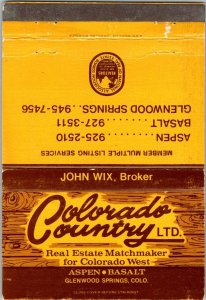 GLENWOOD SPRINGS..945-7456
BASALT.........927-3811
ASPEN.........925-2510
MEMBER MULTIPLE LISTING SERVICES
JOHN WIX, Broker
Colorado
Country LTD.
Real Estate Matchmaker
for Colorado West
ASPEN • BASALT
GLENWOOD SPRINGS, COLO.